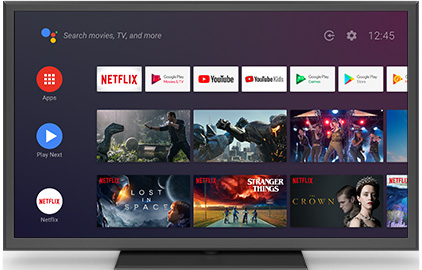 Search movies, TV, and more
12:45
Apps
NETFLIX
Google Play
Movies & TV
YouTube
YouTube Kids
Google Play
Games
Google Play
Store
Play Next
Netflix
NETFLIX
NETFLIX
LOST
IN
SPACE
NETFLIX
STRANGER
THINGS
NETFLIX
THE
CROWN